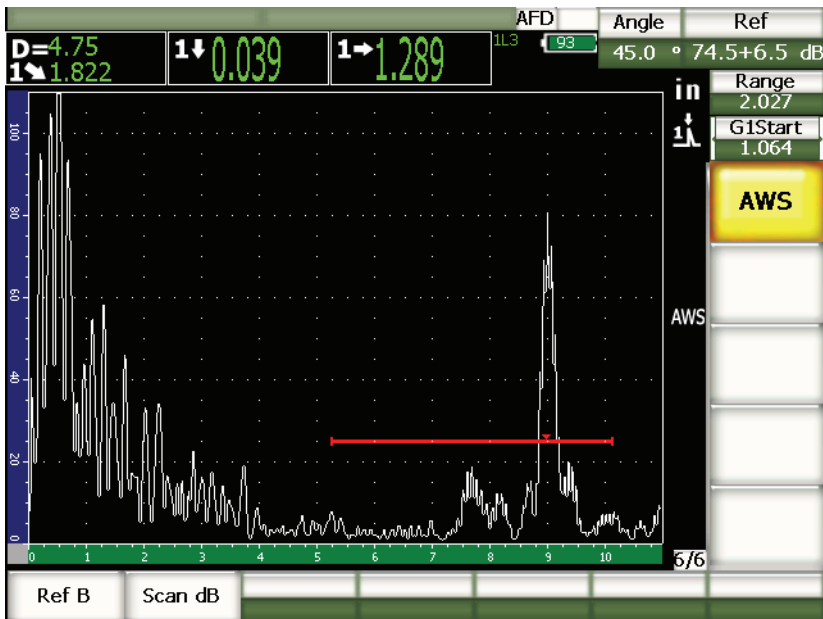 AFD Angle Ref
D=4.75 1 0.039 1 1.289 1L3 93 45.0 ° 74.5+6.5 dB
1 1.822
in Range
2.027
1 G1Start
1.064
AWS
AWS
100
80
60
40
20
0
0 1 2 3 4 5 6 7 8 9 10 6/6
Ref B Scan dB